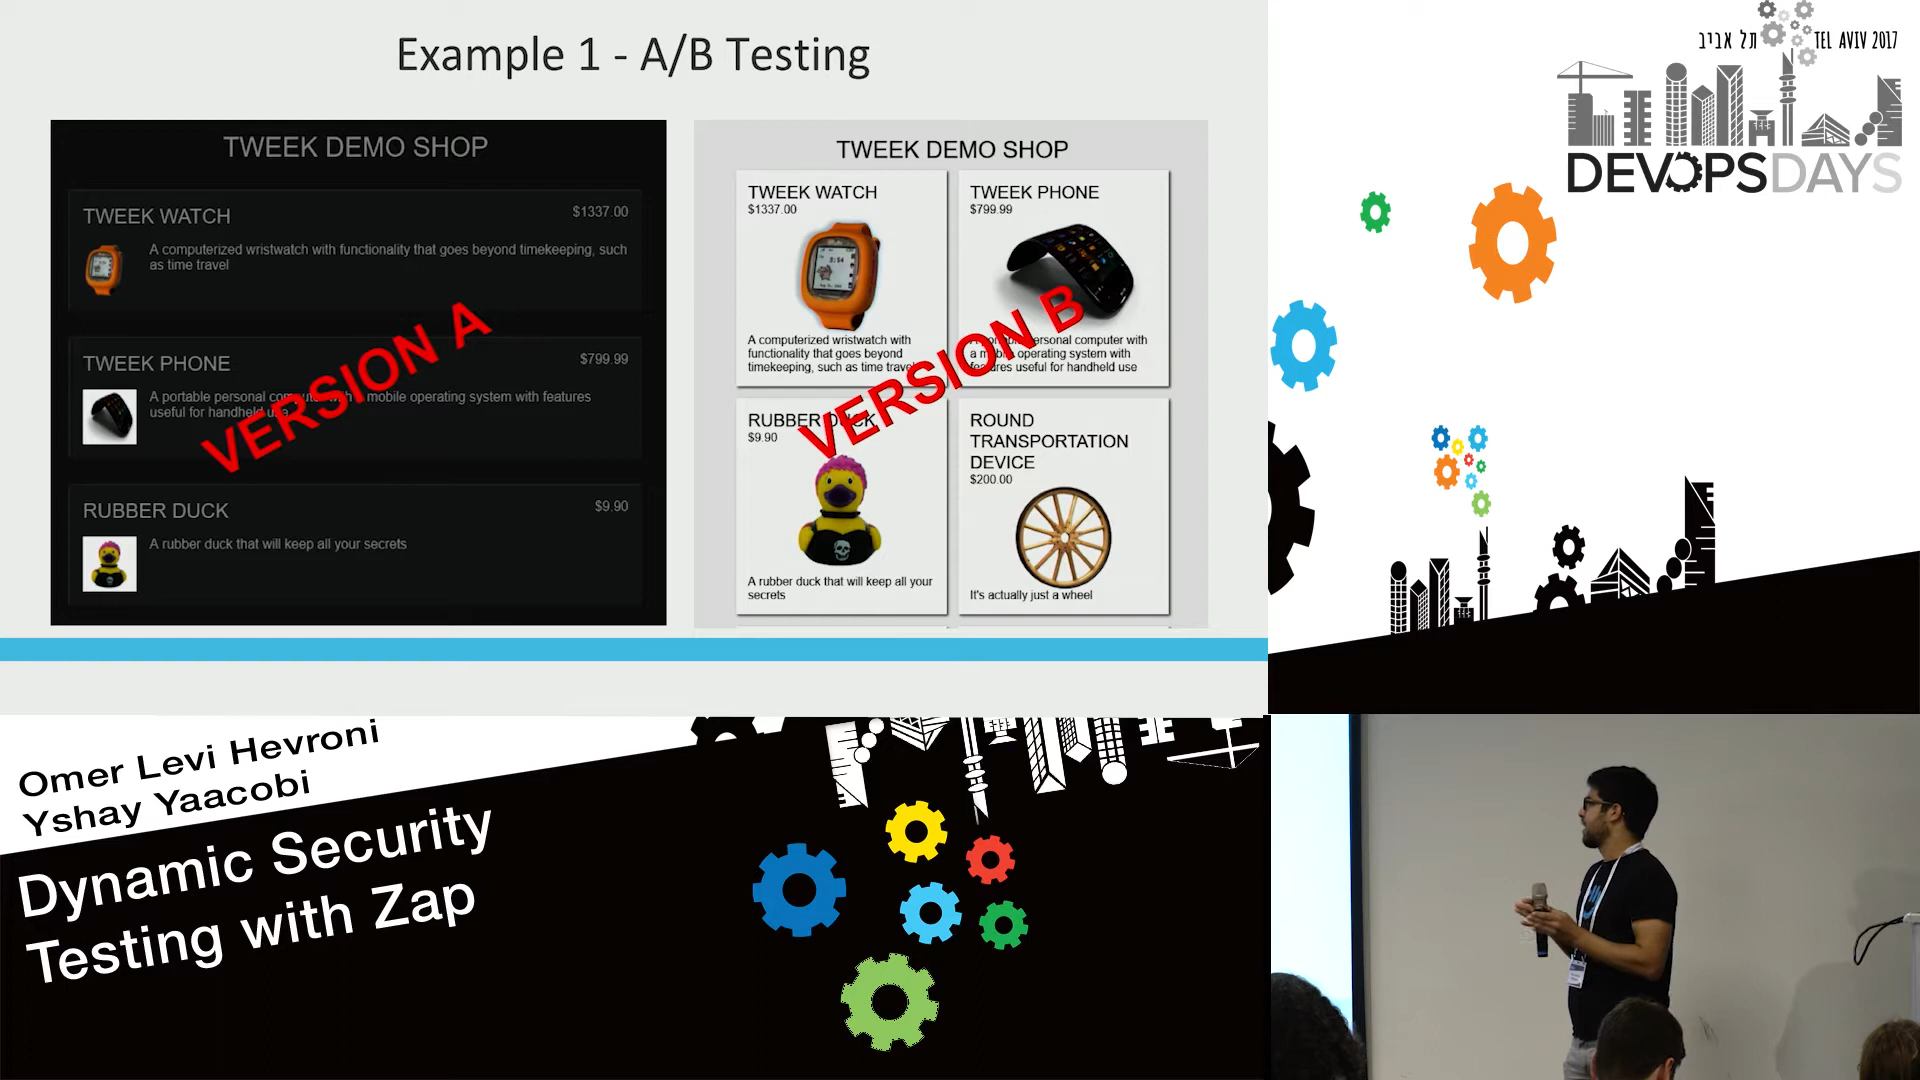 Example 1 - A/B Testing
TWEEK DEMO SHOP
TWEEK WATCH
$1337.00
A computerized wristwatch with functionality that goes beyond timekeeping, such
as time travel
TWEEK PHONE
$799.99
A portable personal computer with a mobile operating system with features
useful for handheld use
RUBBER DUCK
$9.90
A rubber duck that will keep all your secrets
VERSION A
TWEEK DEMO SHOP
TWEEK WATCH
$1337.00
A computerized wristwatch with
functionality that goes beyond
timekeeping, such as time travel
TWEEK PHONE
$799.99
A portable personal computer with
a mobile operating system with
features useful for handheld use
RUBBER DUCK
$9.90
A rubber duck that will keep all your
secrets
ROUND
TRANSPORTATION
DEVICE
$200.00
It's actually just a wheel
VERSION B
תל אביב
TEL AVIV 2017
DEVOPSDAYS
Omer Levi Hevroni
Yshay Yaacobi
Dynamic Security
Testing with Zap